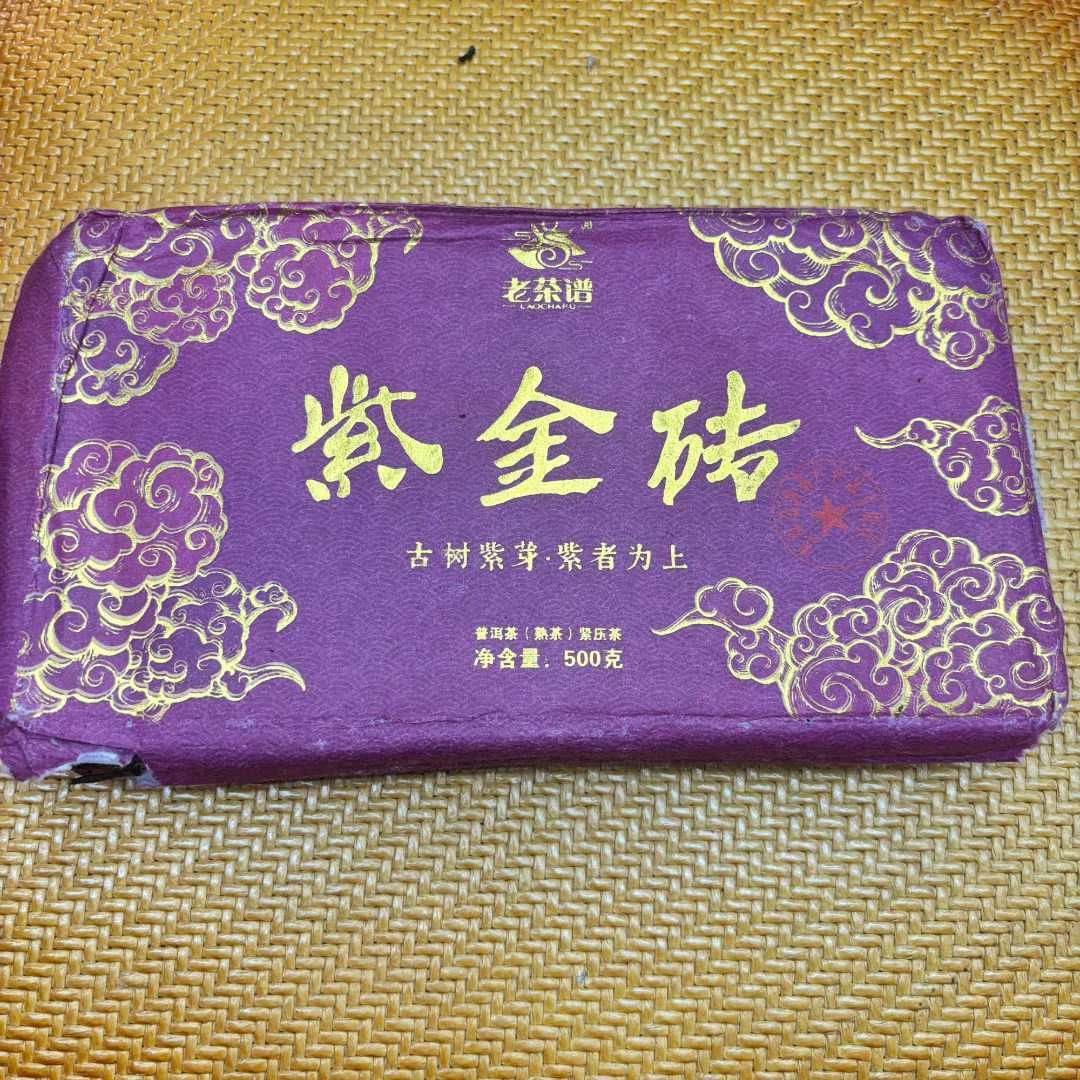 老茶谱
LAOCHAPU
紫金砖
古树紫芽·紫者为上
普洱茶（熟茶）紧压茶
净含量：500克